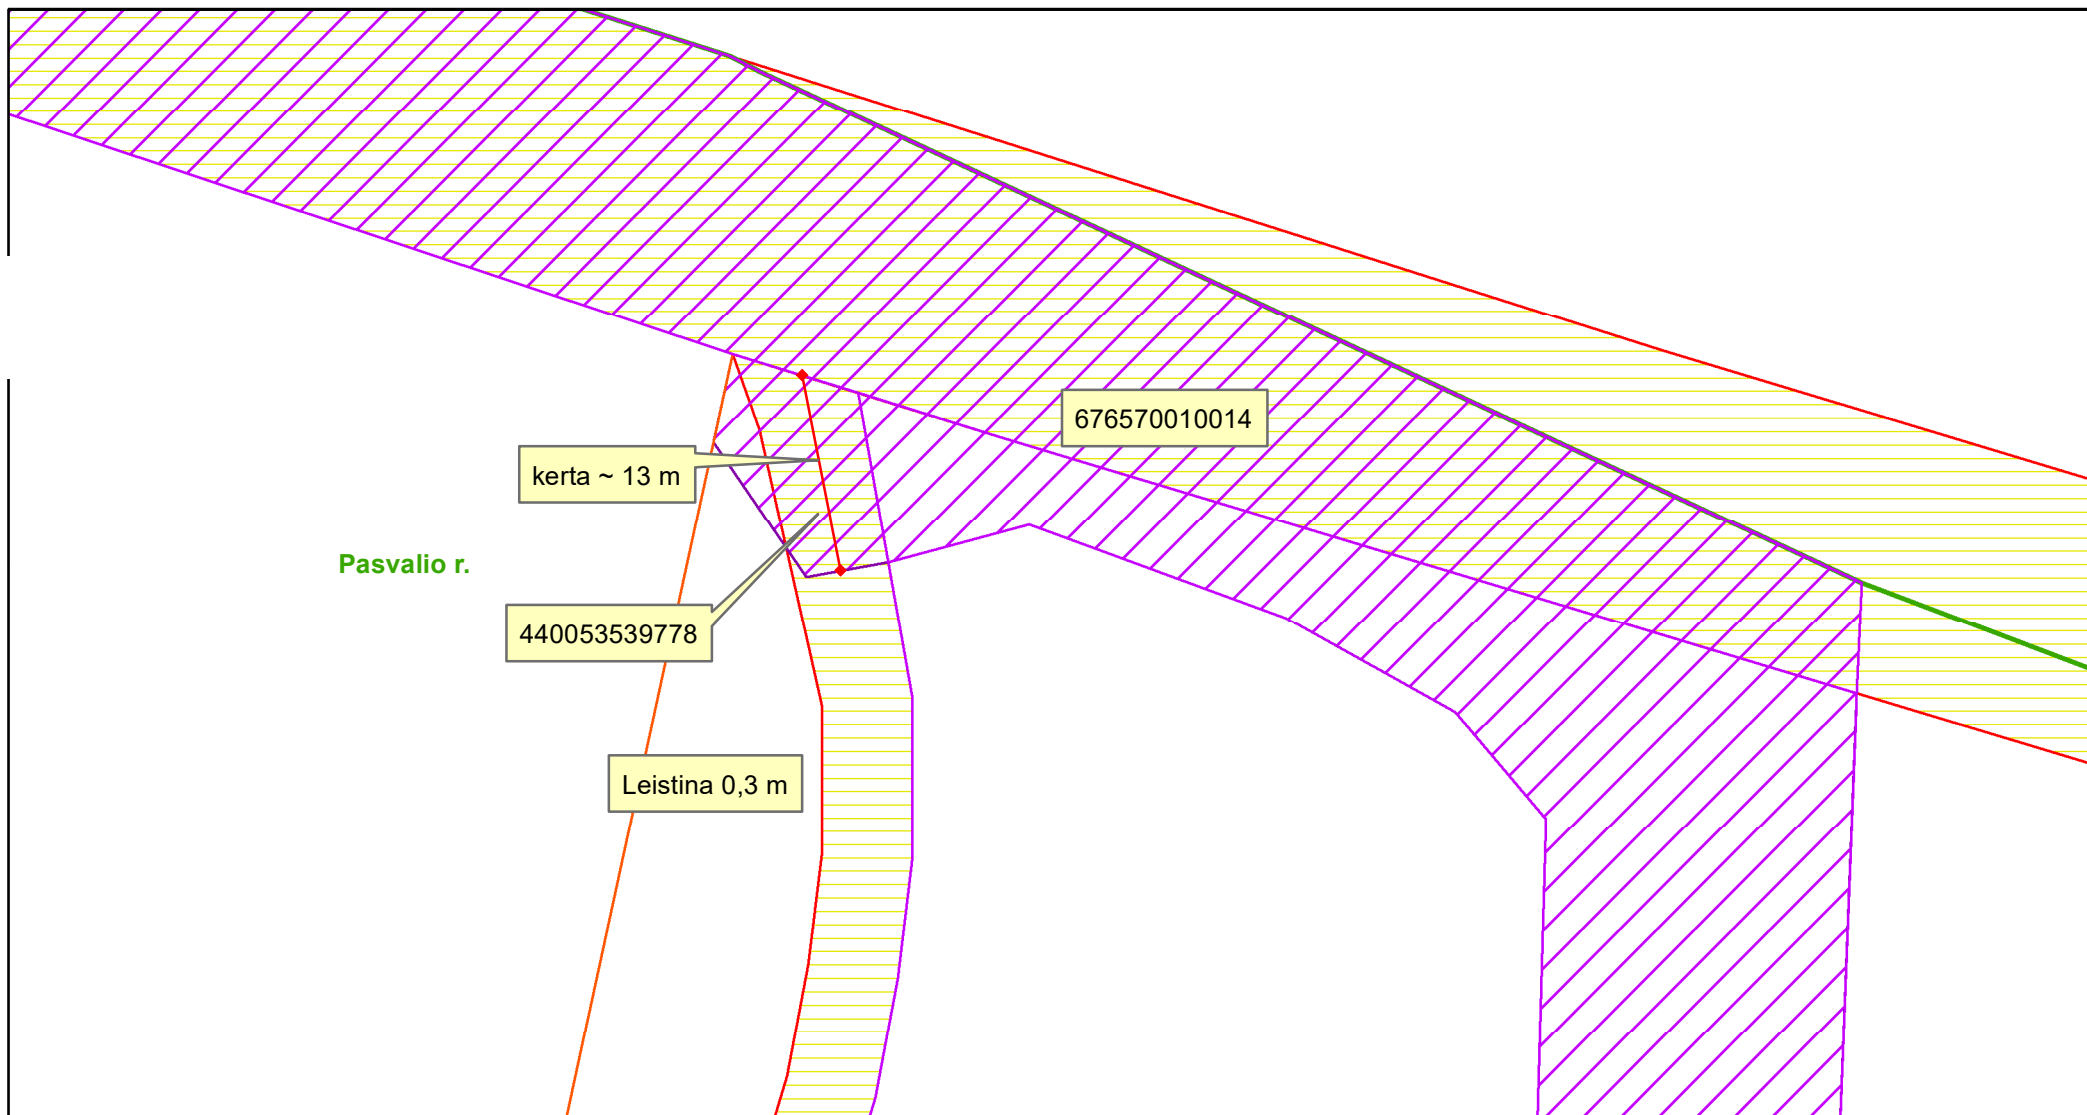 676570010014
kerta ~ 13 m
Pasvalio r.
440053539778
Leistina 0,3 m